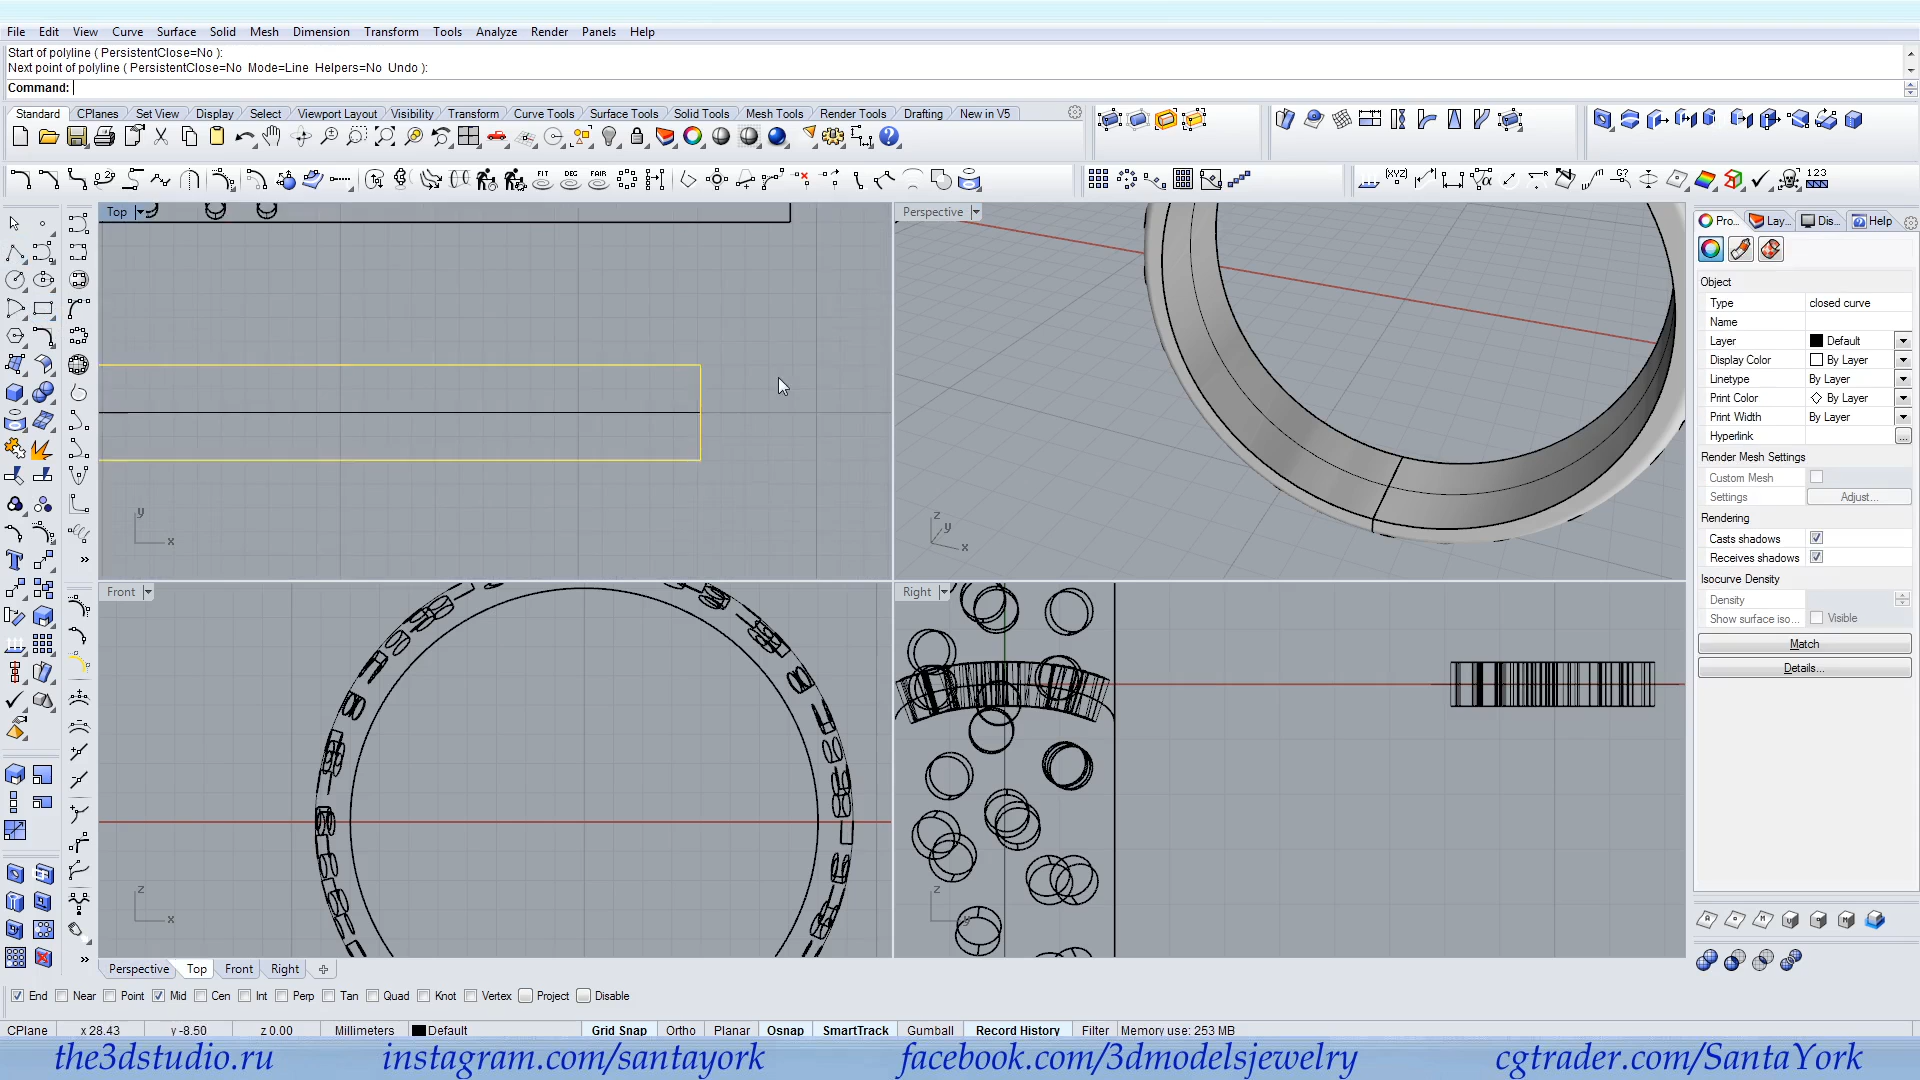 File Edit View Curve Surface Solid Mesh Dimension Transform Tools Analyze Render Panels Help
Start of polyline ( PersistentClose=No ):
Next point of polyline ( PersistentClose=No Mode=Line Helpers=No Undo ):
Command:
Standard CPlanes Set View Display Select Viewport Layout Visibility Transform Curve Tools Surface Tools Solid Tools Mesh Tools Render Tools Drafting New in V5
FIT DEG FAIR XYZ G? 123
Top Perspective
Pro... Lay... Dis... Help
Object
Type closed curve
Name
Layer Default
Display Color By Layer
Linetype By Layer
Print Color By Layer
Print Width By Layer
Hyperlink ...
Render Mesh Settings
Custom Mesh
Settings Adjust...
Rendering
Casts shadows
Receives shadows
Isocurve Density
Density
Show surface iso... Visible
Match
Details...
y x
z y x
Front Right
z x
z y
Perspective Top Front Right
End Near Point Mid Cen Int Perp Tan Quad Knot Vertex Project Disable
CPlane x 28.43 y -8.50 z 0.00 Millimeters Default Grid Snap Ortho Planar Osnap SmartTrack Gumball Record History Filter Memory use: 253 MB
the3dstudio.ru instagram.com/santayork facebook.com/3dmodelsjewelry cgtrader.com/SantaYork